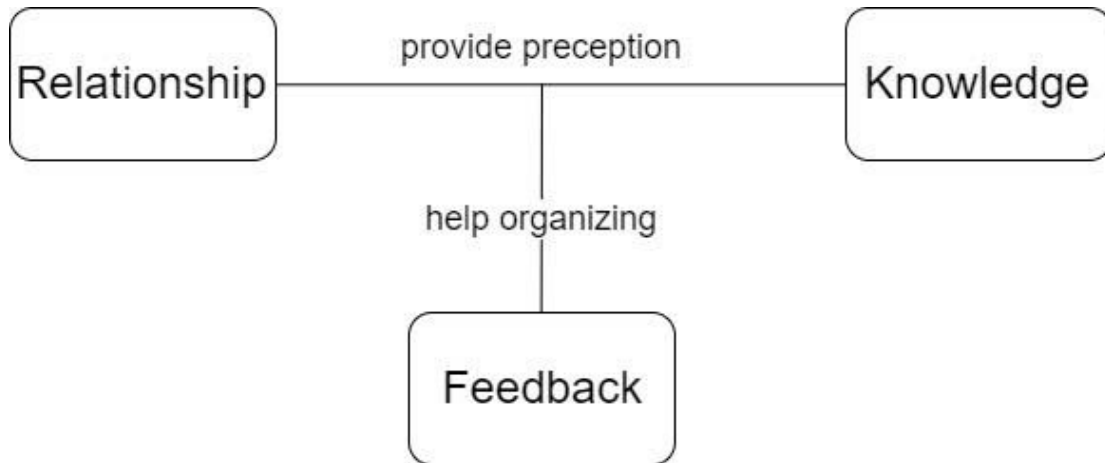 provide preception
Relationship
Knowledge
help organizing
Feedback